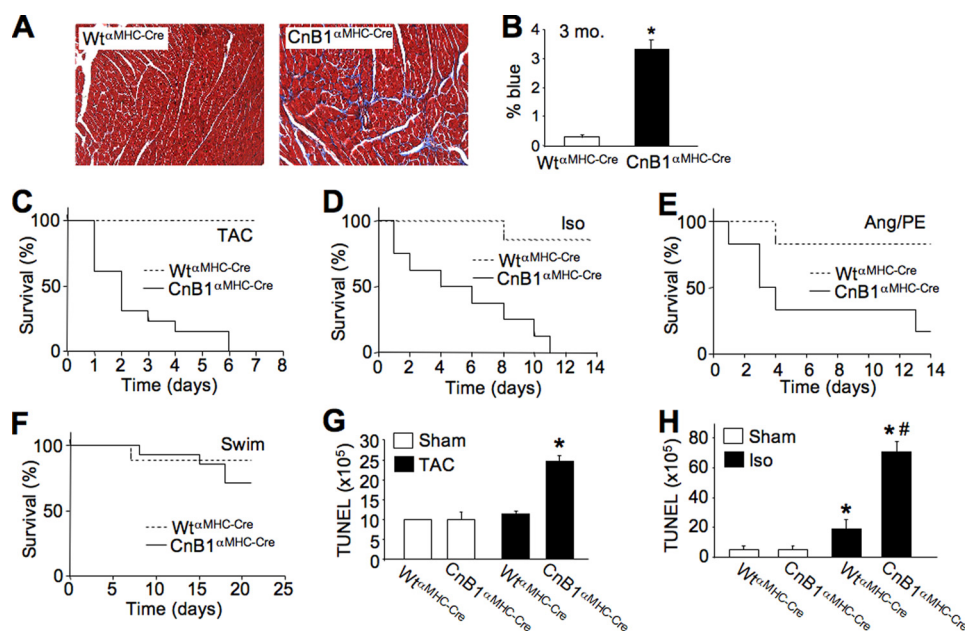 A
Wt αMHC-Cre
CnB1 αMHC-Cre
B
3 mo.
*
% blue
4
3
2
1
0
Wt αMHC-Cre
CnB1 αMHC-Cre
C
TAC
Wt αMHC-Cre
CnB1 αMHC-Cre
Survival (%)
100
50
0
0 1 2 3 4 5 6 7 8
Time (days)
D
Iso
Wt αMHC-Cre
CnB1 αMHC-Cre
Survival (%)
100
50
0
0 2 4 6 8 10 12 14
Time (days)
E
Ang/PE
Wt αMHC-Cre
CnB1 αMHC-Cre
Survival (%)
100
50
0
0 2 4 6 8 10 12 14
Time (days)
F
Swim
Wt αMHC-Cre
CnB1 αMHC-Cre
Survival (%)
100
50
0
0 5 10 15 20 25
Time (days)
G
Sham
TAC
*
TUNEL (x10⁵)
30
25
20
15
10
5
0
Wt αMHC-Cre
CnB1 αMHC-Cre
Wt αMHC-Cre
CnB1 αMHC-Cre
H
Sham
Iso
*
* #
TUNEL (x10⁵)
80
60
40
20
0
Wt αMHC-Cre
CnB1 αMHC-Cre
Wt αMHC-Cre
CnB1 αMHC-Cre